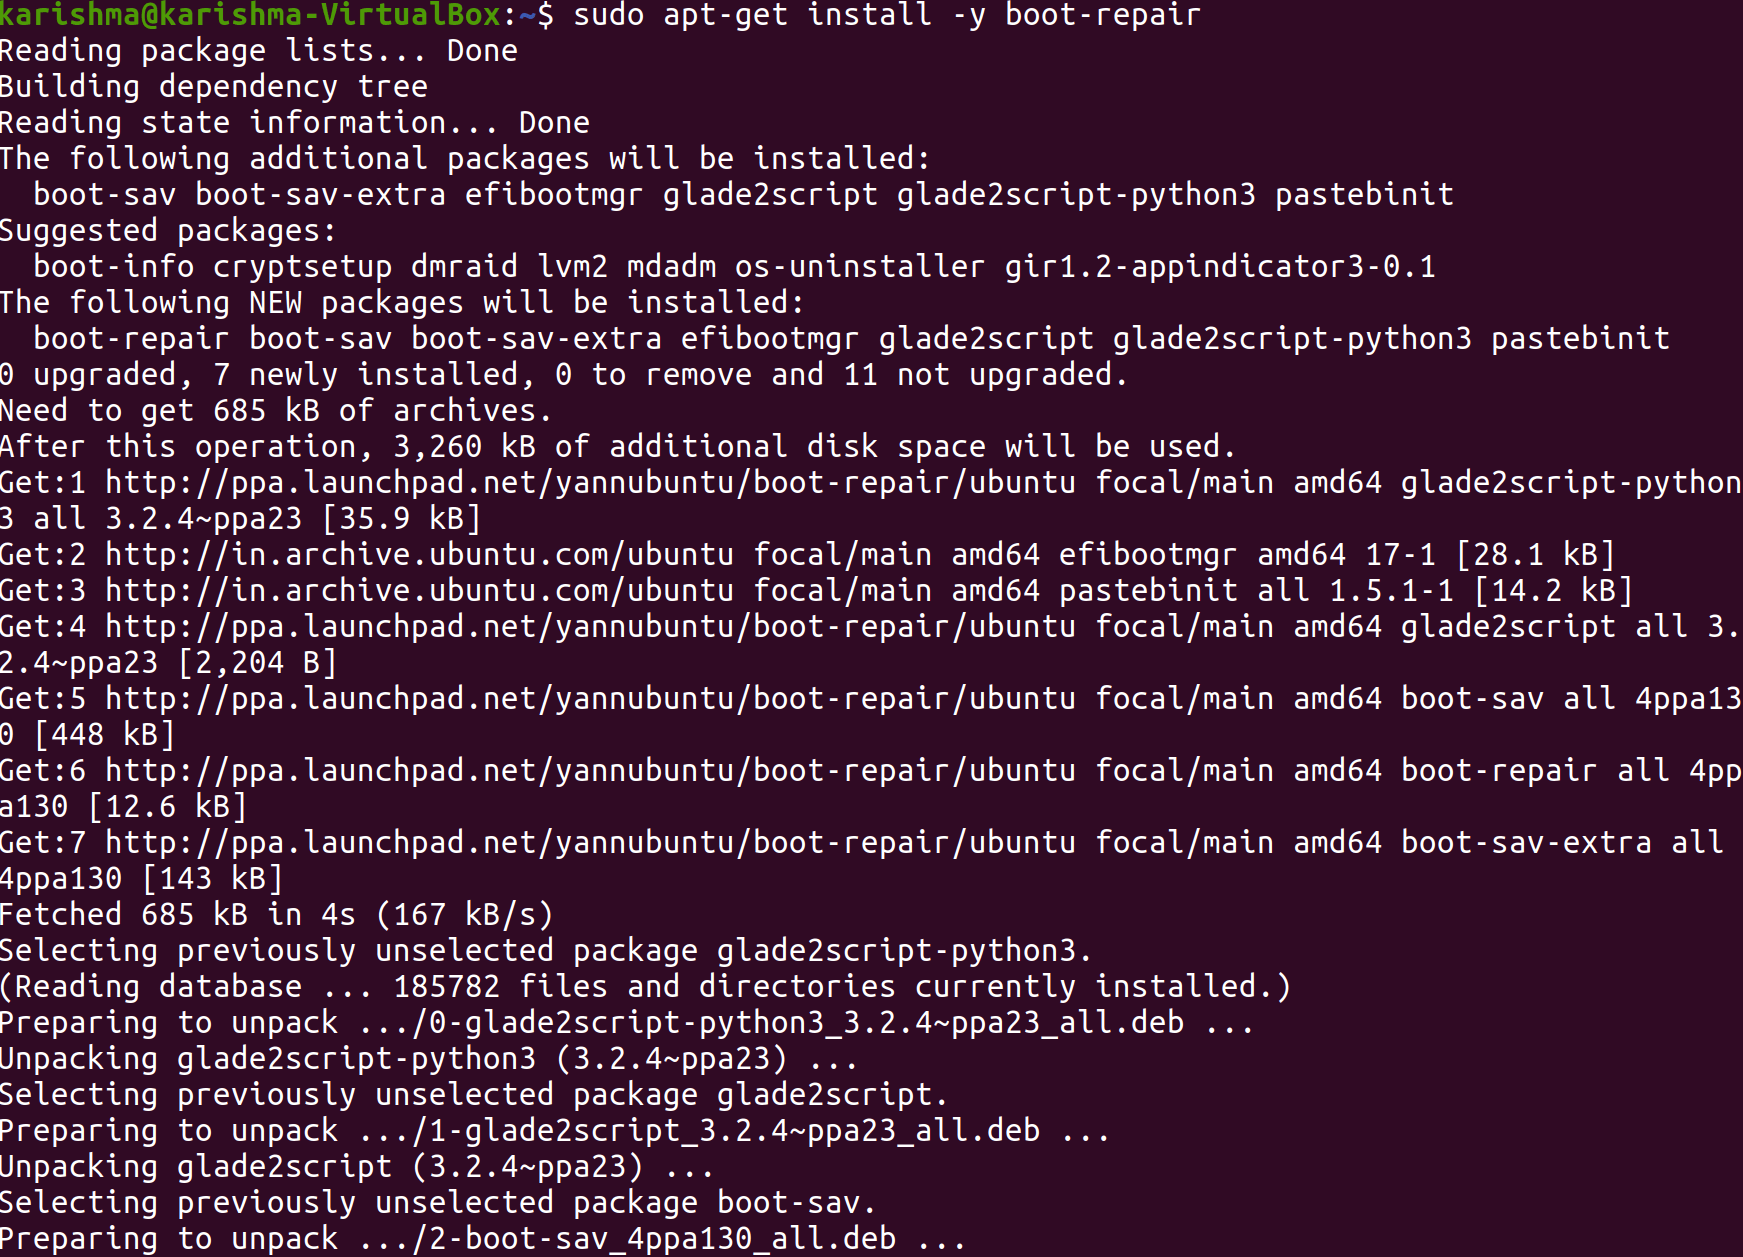 karishma@karishma-VirtualBox:~$ sudo apt-get install -y boot-repair
Reading package lists... Done
Building dependency tree
Reading state information... Done
The following additional packages will be installed:
  boot-sav boot-sav-extra efibootmgr glade2script glade2script-python3 pastebinit
Suggested packages:
  boot-info cryptsetup dmraid lvm2 mdadm os-uninstaller gir1.2-appindicator3-0.1
The following NEW packages will be installed:
  boot-repair boot-sav boot-sav-extra efibootmgr glade2script glade2script-python3 pastebinit
0 upgraded, 7 newly installed, 0 to remove and 11 not upgraded.
Need to get 685 kB of archives.
After this operation, 3,260 kB of additional disk space will be used.
Get:1 http://ppa.launchpad.net/yannubuntu/boot-repair/ubuntu focal/main amd64 glade2script-python
3 all 3.2.4~ppa23 [35.9 kB]
Get:2 http://in.archive.ubuntu.com/ubuntu focal/main amd64 efibootmgr amd64 17-1 [28.1 kB]
Get:3 http://in.archive.ubuntu.com/ubuntu focal/main amd64 pastebinit all 1.5.1-1 [14.2 kB]
Get:4 http://ppa.launchpad.net/yannubuntu/boot-repair/ubuntu focal/main amd64 glade2script all 3.
2.4~ppa23 [2,204 B]
Get:5 http://ppa.launchpad.net/yannubuntu/boot-repair/ubuntu focal/main amd64 boot-sav all 4ppa13
0 [448 kB]
Get:6 http://ppa.launchpad.net/yannubuntu/boot-repair/ubuntu focal/main amd64 boot-repair all 4pp
a130 [12.6 kB]
Get:7 http://ppa.launchpad.net/yannubuntu/boot-repair/ubuntu focal/main amd64 boot-sav-extra all
4ppa130 [143 kB]
Fetched 685 kB in 4s (167 kB/s)
Selecting previously unselected package glade2script-python3.
(Reading database ... 185782 files and directories currently installed.)
Preparing to unpack .../0-glade2script-python3_3.2.4~ppa23_all.deb ...
Unpacking glade2script-python3 (3.2.4~ppa23) ...
Selecting previously unselected package glade2script.
Preparing to unpack .../1-glade2script_3.2.4~ppa23_all.deb ...
Unpacking glade2script (3.2.4~ppa23) ...
Selecting previously unselected package boot-sav.
Preparing to unpack .../2-boot-sav_4ppa130_all.deb ...